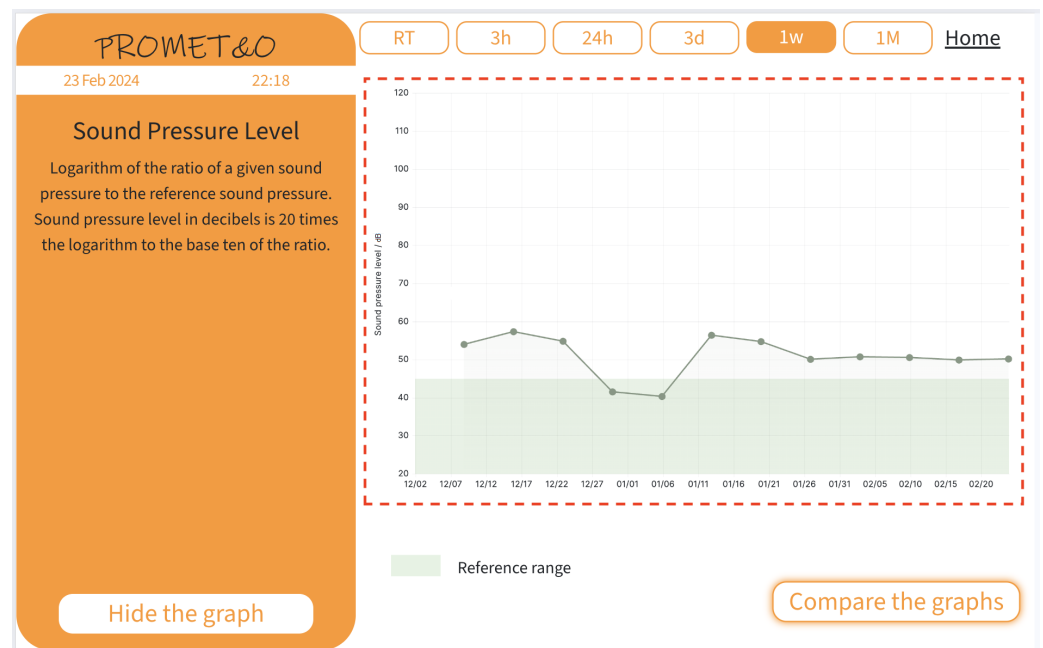 PROMET&O
23 Feb 2024 22:18
Sound Pressure Level
Logarithm of the ratio of a given sound
pressure to the reference sound pressure.
Sound pressure level in decibels is 20 times
the logarithm to the base ten of the ratio.
Hide the graph
RT 3h 24h 3d 1w 1M Home
Sound pressure level / dB
120
110
100
90
80
70
60
50
40
30
20
12/02 12/07 12/12 12/17 12/22 12/27 01/01 01/06 01/11 01/16 01/21 01/26 01/31 02/05 02/10 02/15 02/20
Reference range
Compare the graphs